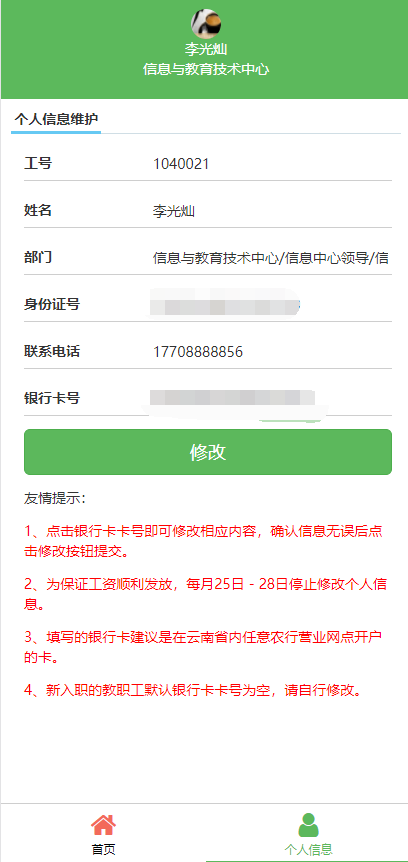 李光灿
信息与教育技术中心
个人信息维护
工号 1040021
姓名 李光灿
部门 信息与教育技术中心/信息中心领导/信
身份证号
联系电话 17708888856
银行卡号
修改
友情提示：
1、点击银行卡卡号即可修改相应内容，确认信息无误后点
击修改按钮提交。
2、为保证工资顺利发放，每月25日－28日停止修改个人信
息。
3、填写的银行卡建议是在云南省内任意农行营业网点开户
的卡。
4、新入职的教职工默认银行卡卡号为空，请自行修改。
首页 个人信息